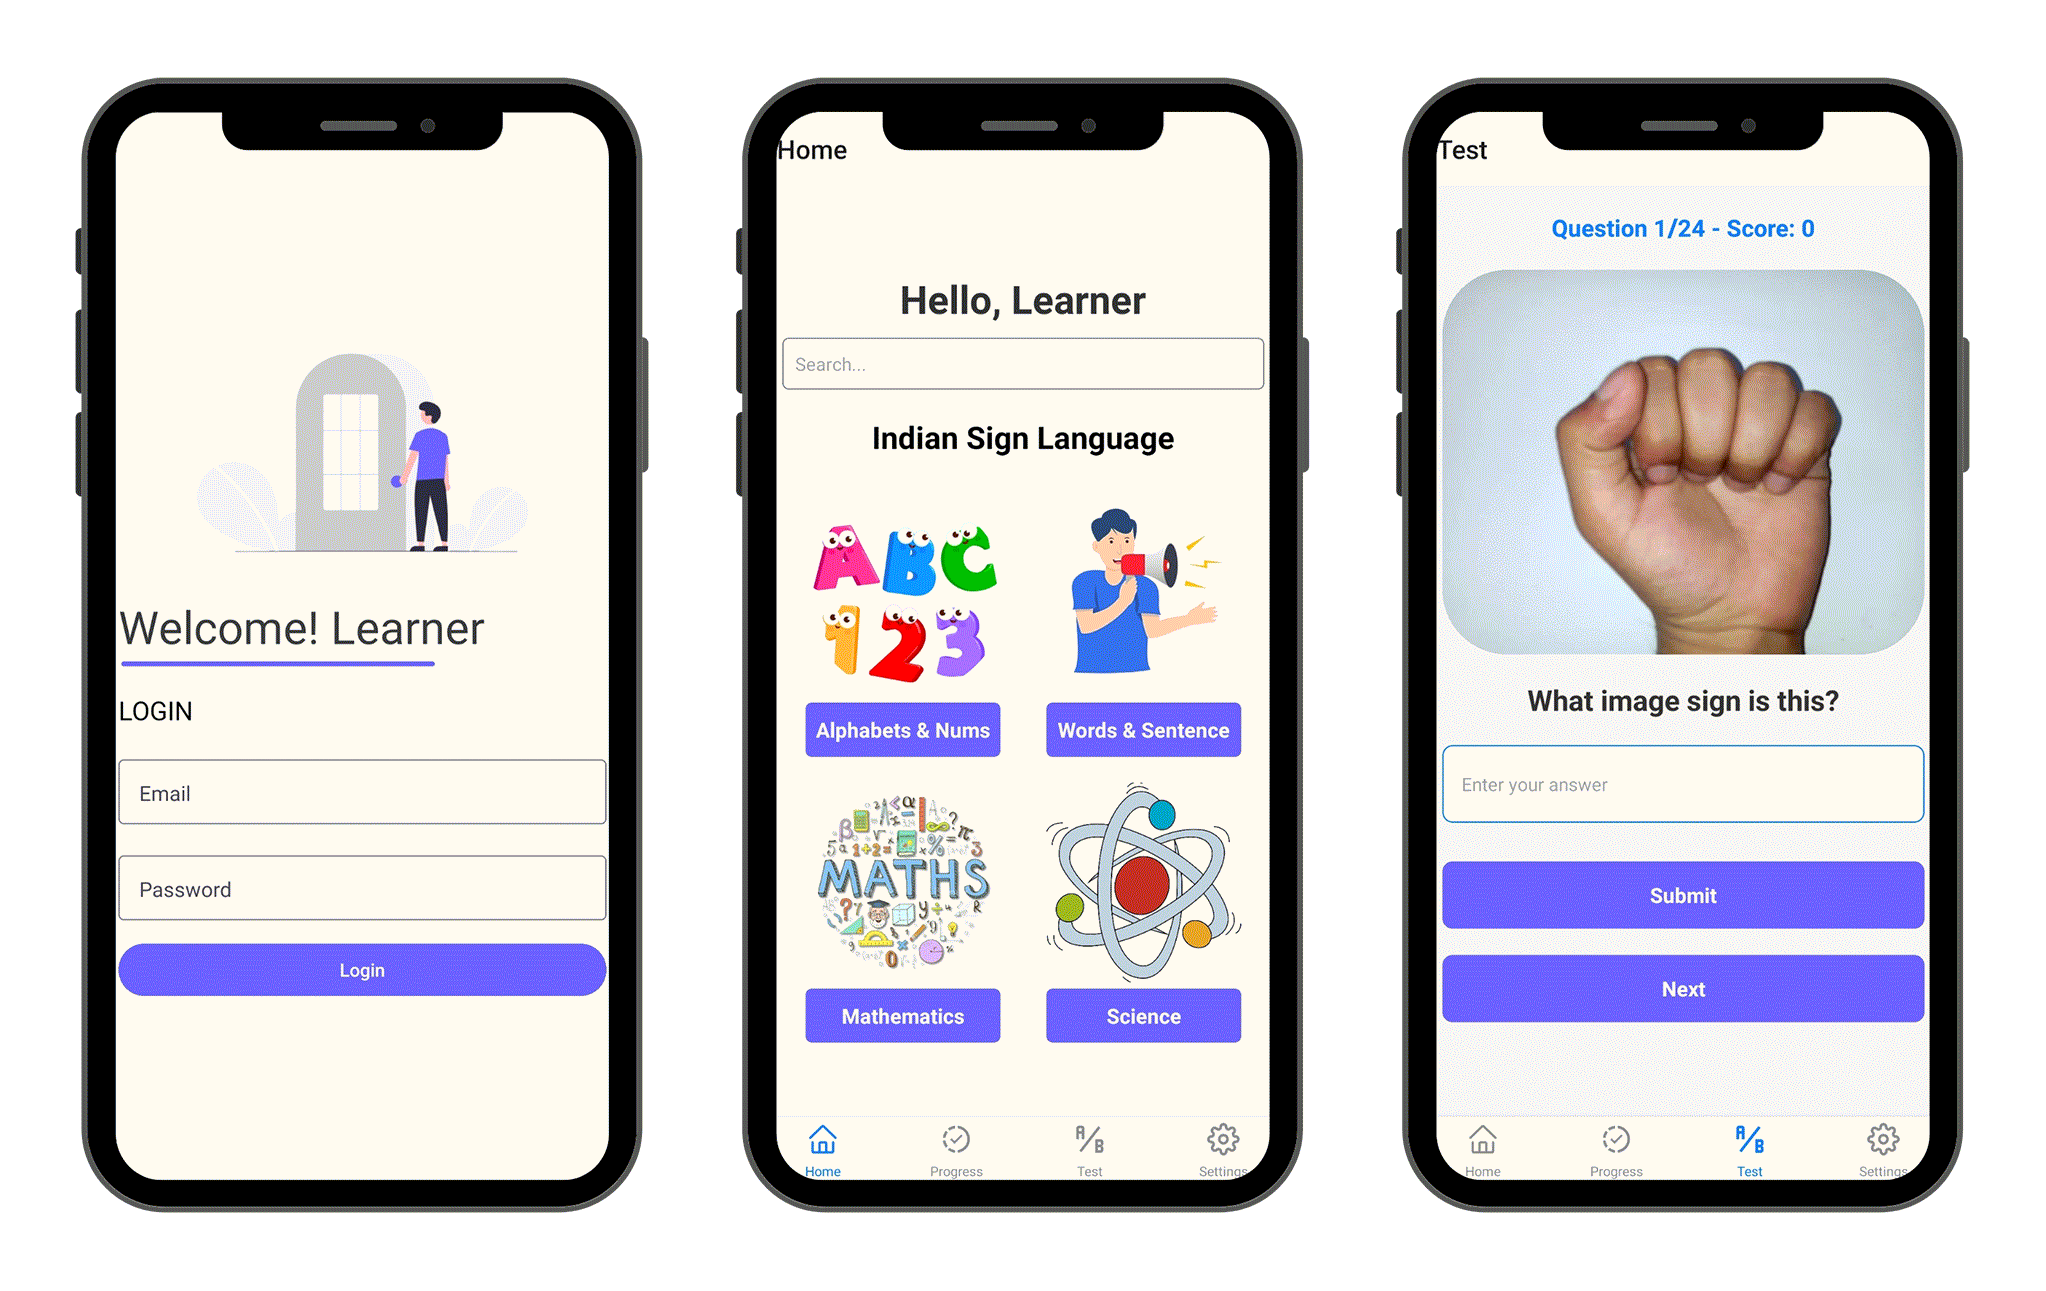 Welcome! Learner
LOGIN
Email
Password
Login
Home
Hello, Learner
Search...
Indian Sign Language
ABC
123
Alphabets & Nums
Words & Sentence
MATHS
Mathematics
Science
Home
Progress
Test
Settings
Test
Question 1/24 - Score: 0
What image sign is this?
Enter your answer
Submit
Next
A/B
Home
Progress
Test
Settings